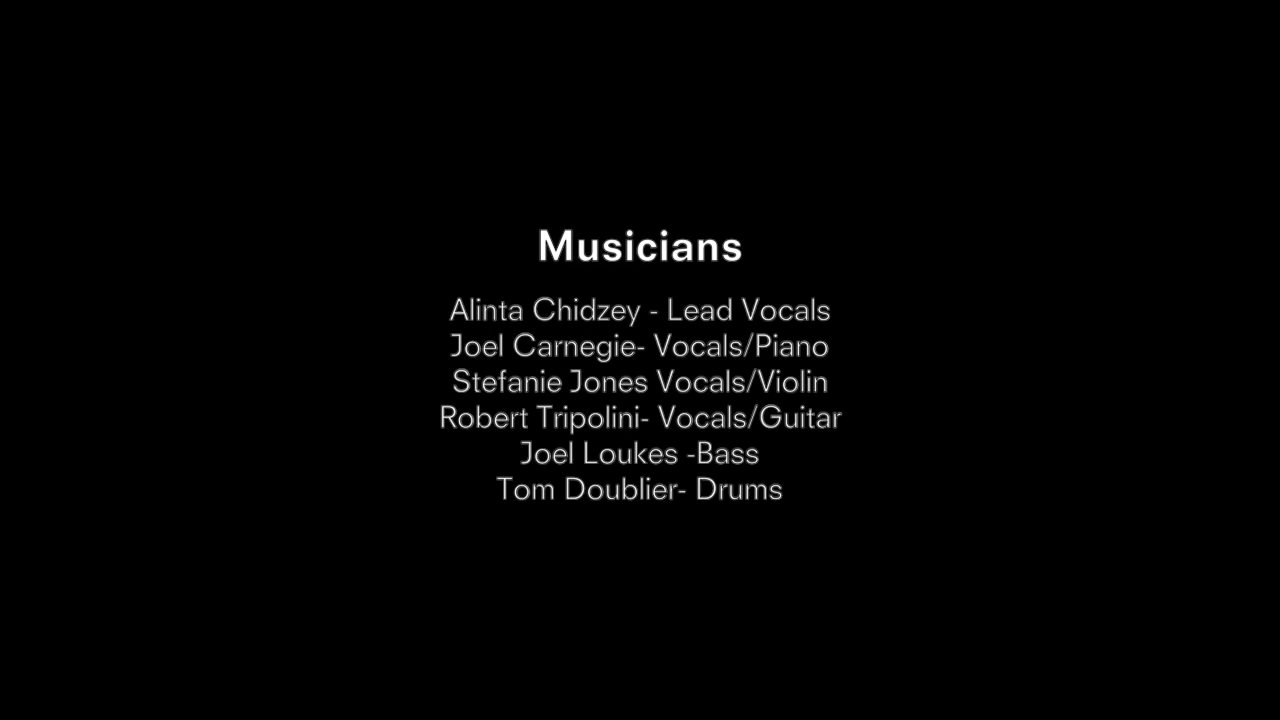 Musicians
Alinta Chidzey - Lead Vocals
Joel Carnegie- Vocals/Piano
Stefanie Jones Vocals/Violin
Robert Tripolini- Vocals/Guitar
Joel Loukes -Bass
Tom Doublier- Drums